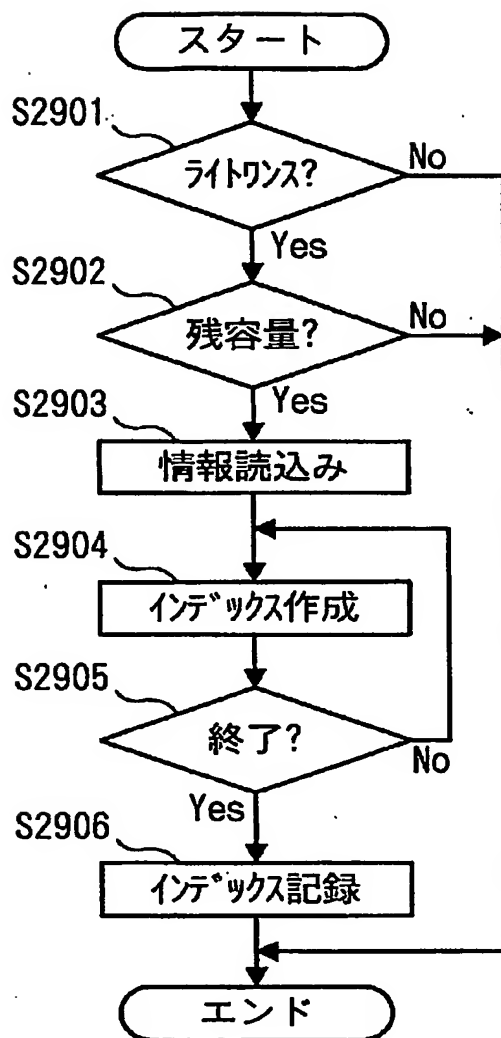 スタート
S2901
ライトワンス?
No
Yes
S2902
残容量?
No
Yes
S2903
情報読込み
S2904
インデックス作成
S2905
終了?
No
Yes
S2906
インデックス記録
エンド